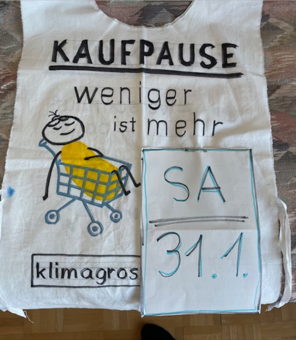 KAUFPAUSE
weniger
ist mehr
klimagros
SA
31.1.